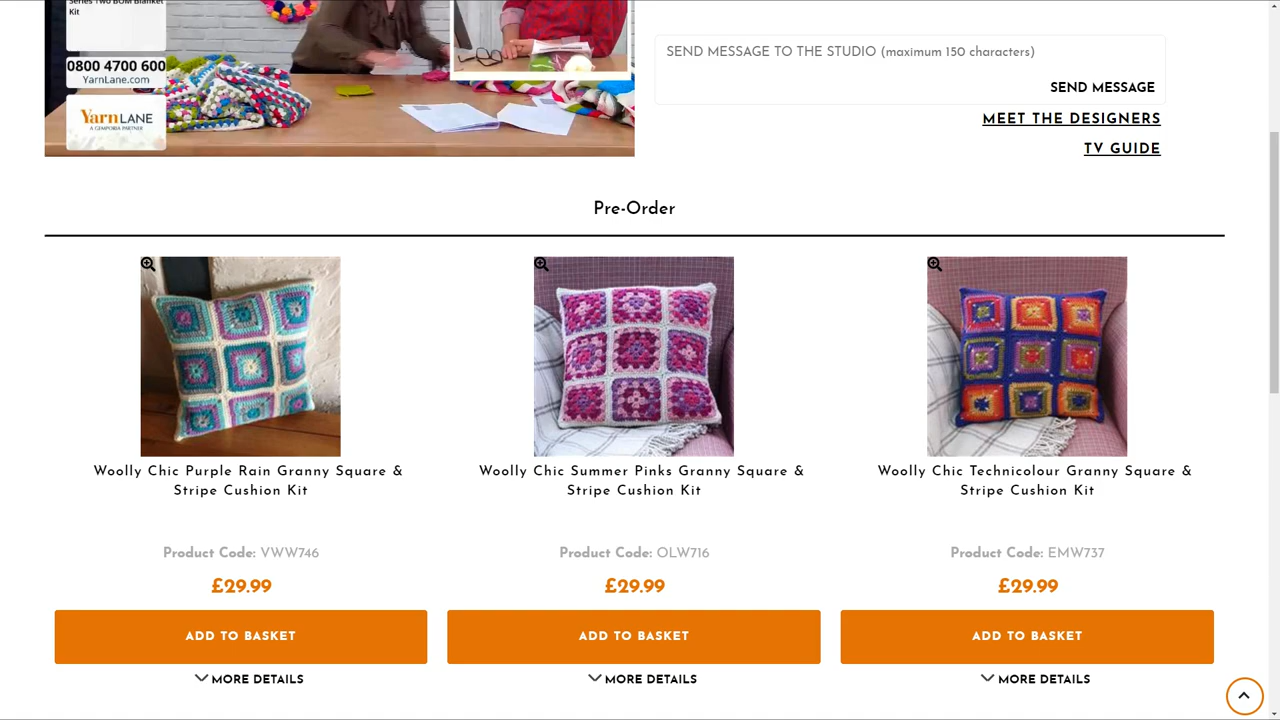 Series Two BOM Blanket
Kit
0800 4700 600
YarnLane.com
YarnLANE
A GEMPORIA PARTNER
SEND MESSAGE TO THE STUDIO (maximum 150 characters)
SEND MESSAGE
MEET THE DESIGNERS
TV GUIDE
Pre-Order
Woolly Chic Purple Rain Granny Square &
Stripe Cushion Kit
Product Code: VWW746
£29.99
ADD TO BASKET
MORE DETAILS
Woolly Chic Summer Pinks Granny Square &
Stripe Cushion Kit
Product Code: OLW716
£29.99
ADD TO BASKET
MORE DETAILS
Woolly Chic Technicolour Granny Square &
Stripe Cushion Kit
Product Code: EMW737
£29.99
ADD TO BASKET
MORE DETAILS